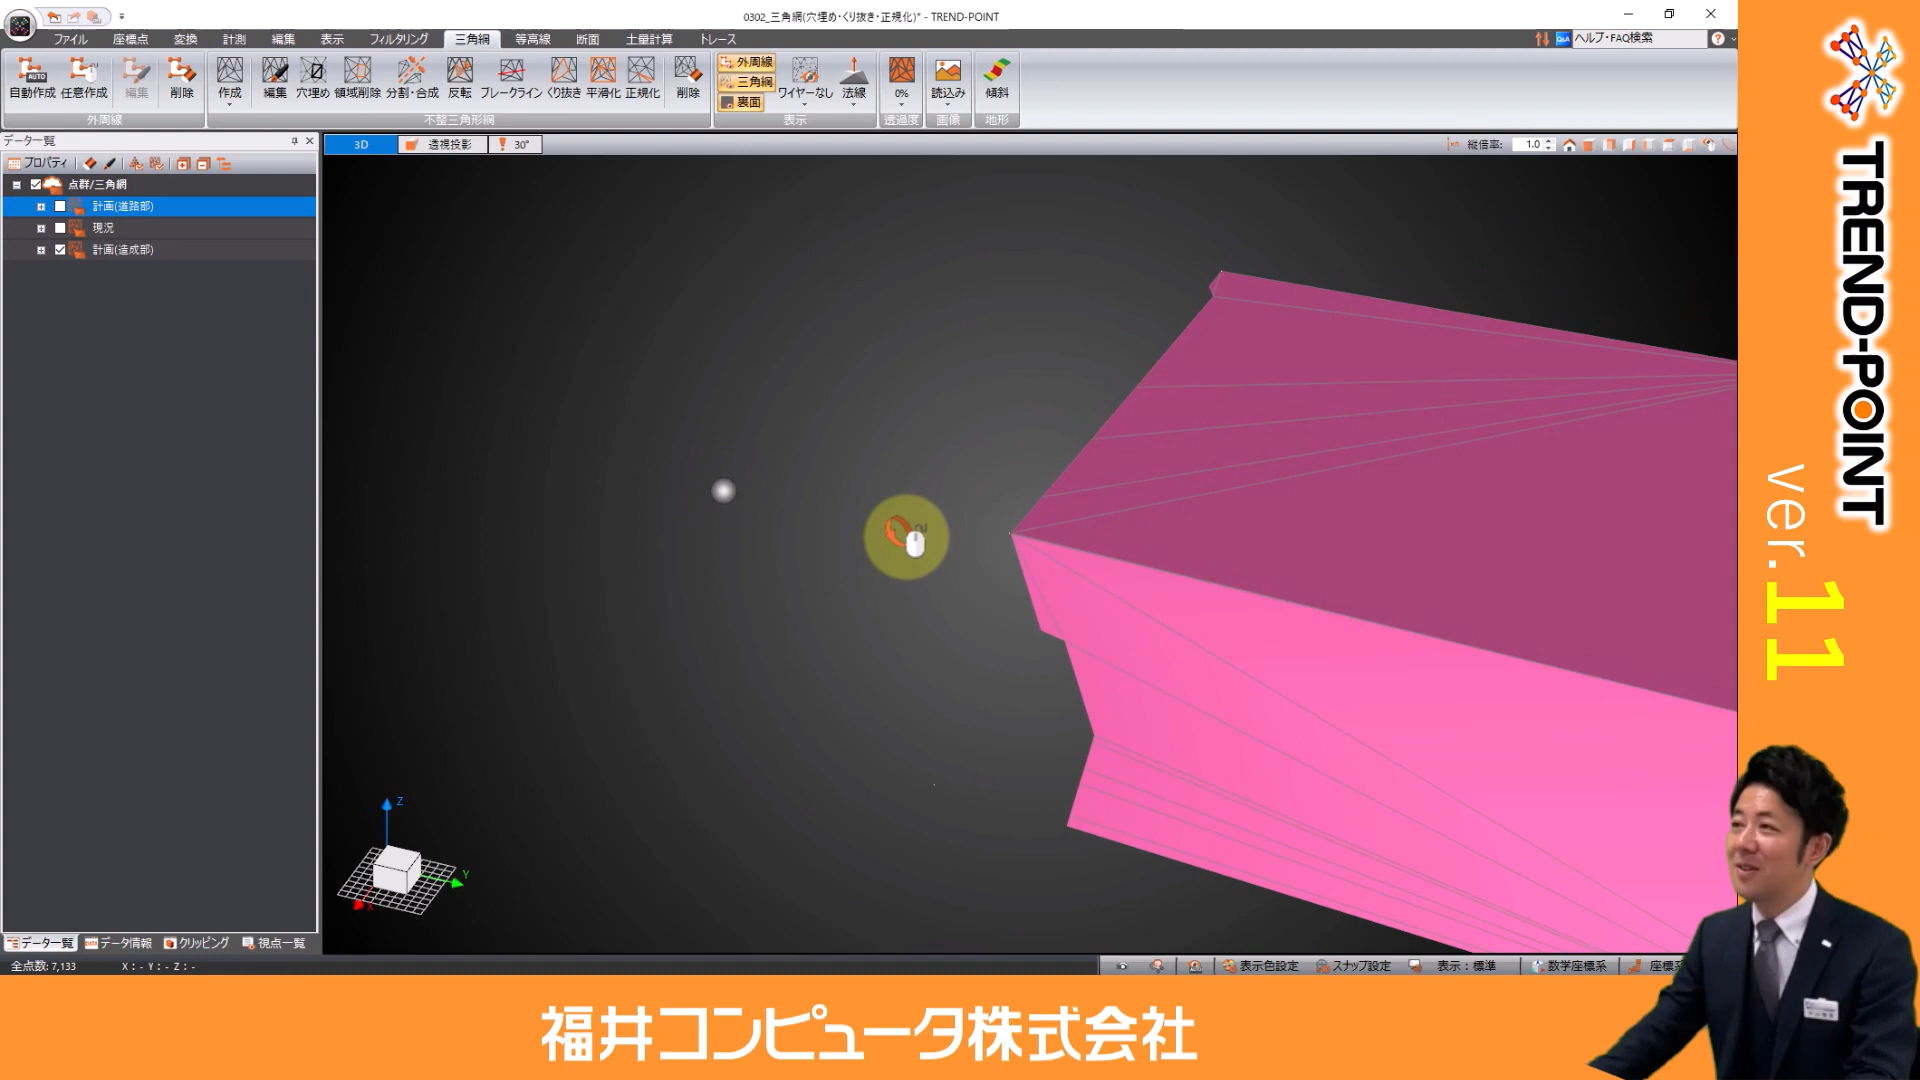 0302_三角網(穴埋め・くり抜き・正規化)* - TREND-POINT
ファイル 座標点 変換 計測 編集 表示 フィルタリング 三角網 等高線 断面 土量計算 トレース
Q&A ヘルプ・FAQ検索
自動作成 任意作成 編集 削除
外周線
作成 編集 穴埋め 領域削除 分割・合成 反転 ブレークライン くり抜き 平滑化 正規化 削除
不整三角形網
外周線
三角網
裏面
ワイヤーなし 法線
表示
0%
透過度
読込み
画像
傾斜
地形
データ一覧
プロパティ
点群/三角網
計画(道路部)
現況
計画(造成部)
3D 透視投影 30°
縦倍率: 1.0
Z
Y
X
データ一覧 データ情報 クリッピング 視点一覧
全点数: 7,133 X : - Y : - Z : -
表示色設定 スナップ設定 表示 : 標準 数学座標系
TREND-POINT
ver.11
福井コンピュータ株式会社